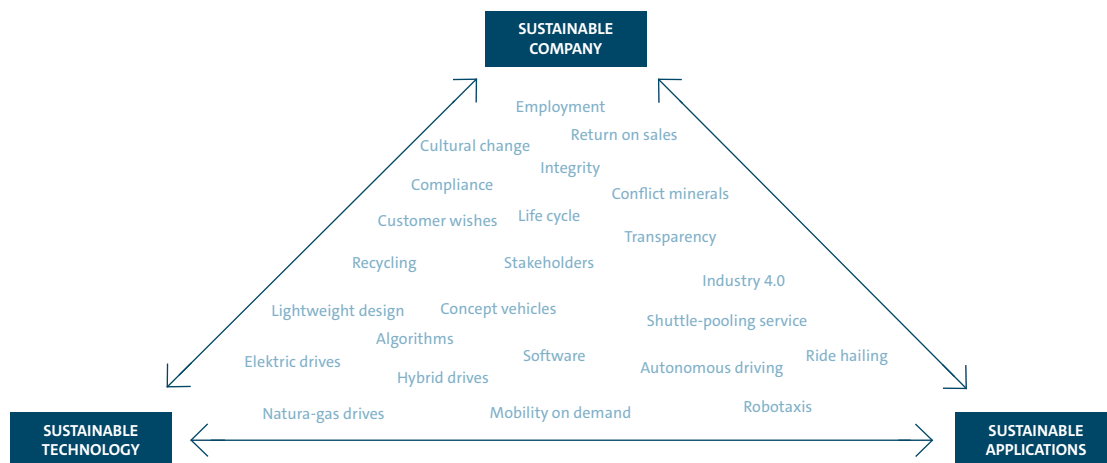 SUSTAINABLE
COMPANY
Employment
Return on sales
Cultural change
Integrity
Compliance
Conflict minerals
Life cycle
Customer wishes
Transparency
Recycling
Stakeholders
Industry 4.0
Lightweight design
Concept vehicles
Shuttle-pooling service
Algorithms
Software
Ride hailing
Elektric drives
Autonomous driving
Hybrid drives
Natura-gas drives
Mobility on demand
Robotaxis
SUSTAINABLE
TECHNOLOGY
SUSTAINABLE
APPLICATIONS